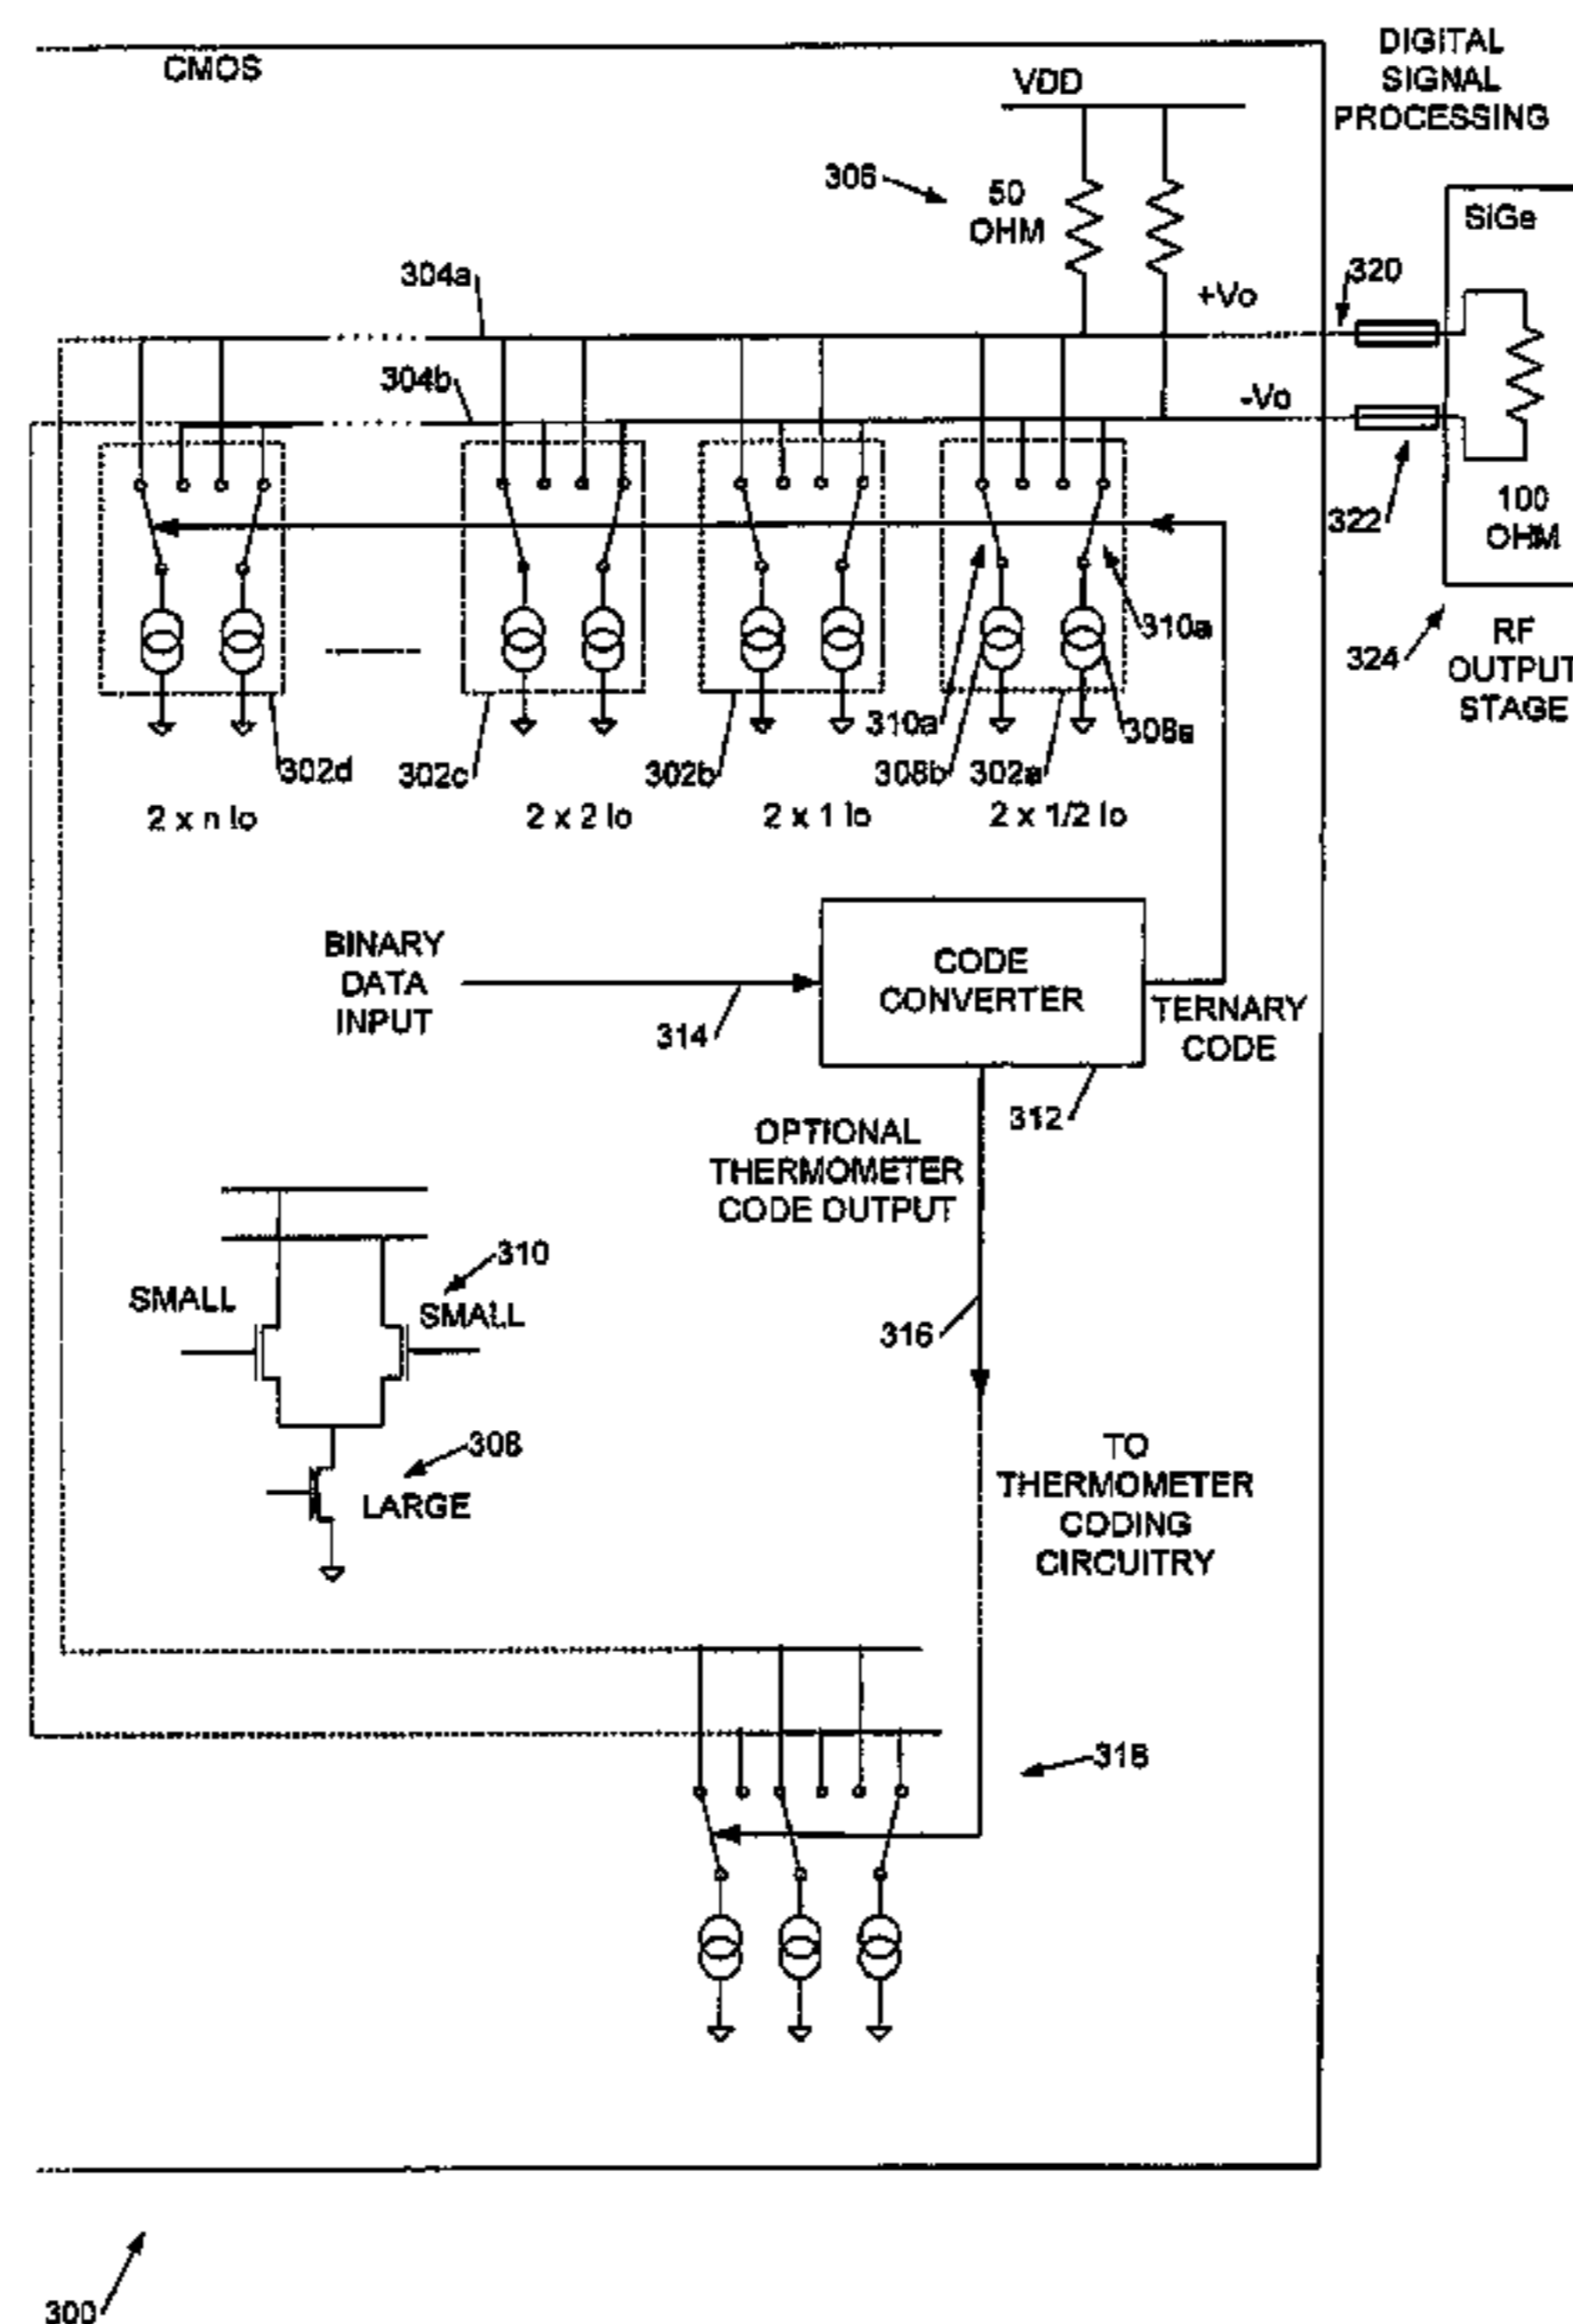 CMOS
DIGITAL
SIGNAL
PROCESSING
VDD
306
50
OHM
SiGe
304a
+Vo
320
304b
-Vo
322
100
OHM
310a
324
RF
OUTPUT
STAGE
302d
302c
302b
310a
308b
302a
308a
2 x n Io
2 x 2 Io
2 x 1 Io
2 x 1/2 Io
BINARY
DATA
INPUT
314
CODE
CONVERTER
TERNARY
CODE
312
OPTIONAL
THERMOMETER
CODE OUTPUT
310
SMALL
SMALL
316
308
LARGE
TO
THERMOMETER
CODING
CIRCUITRY
318
300